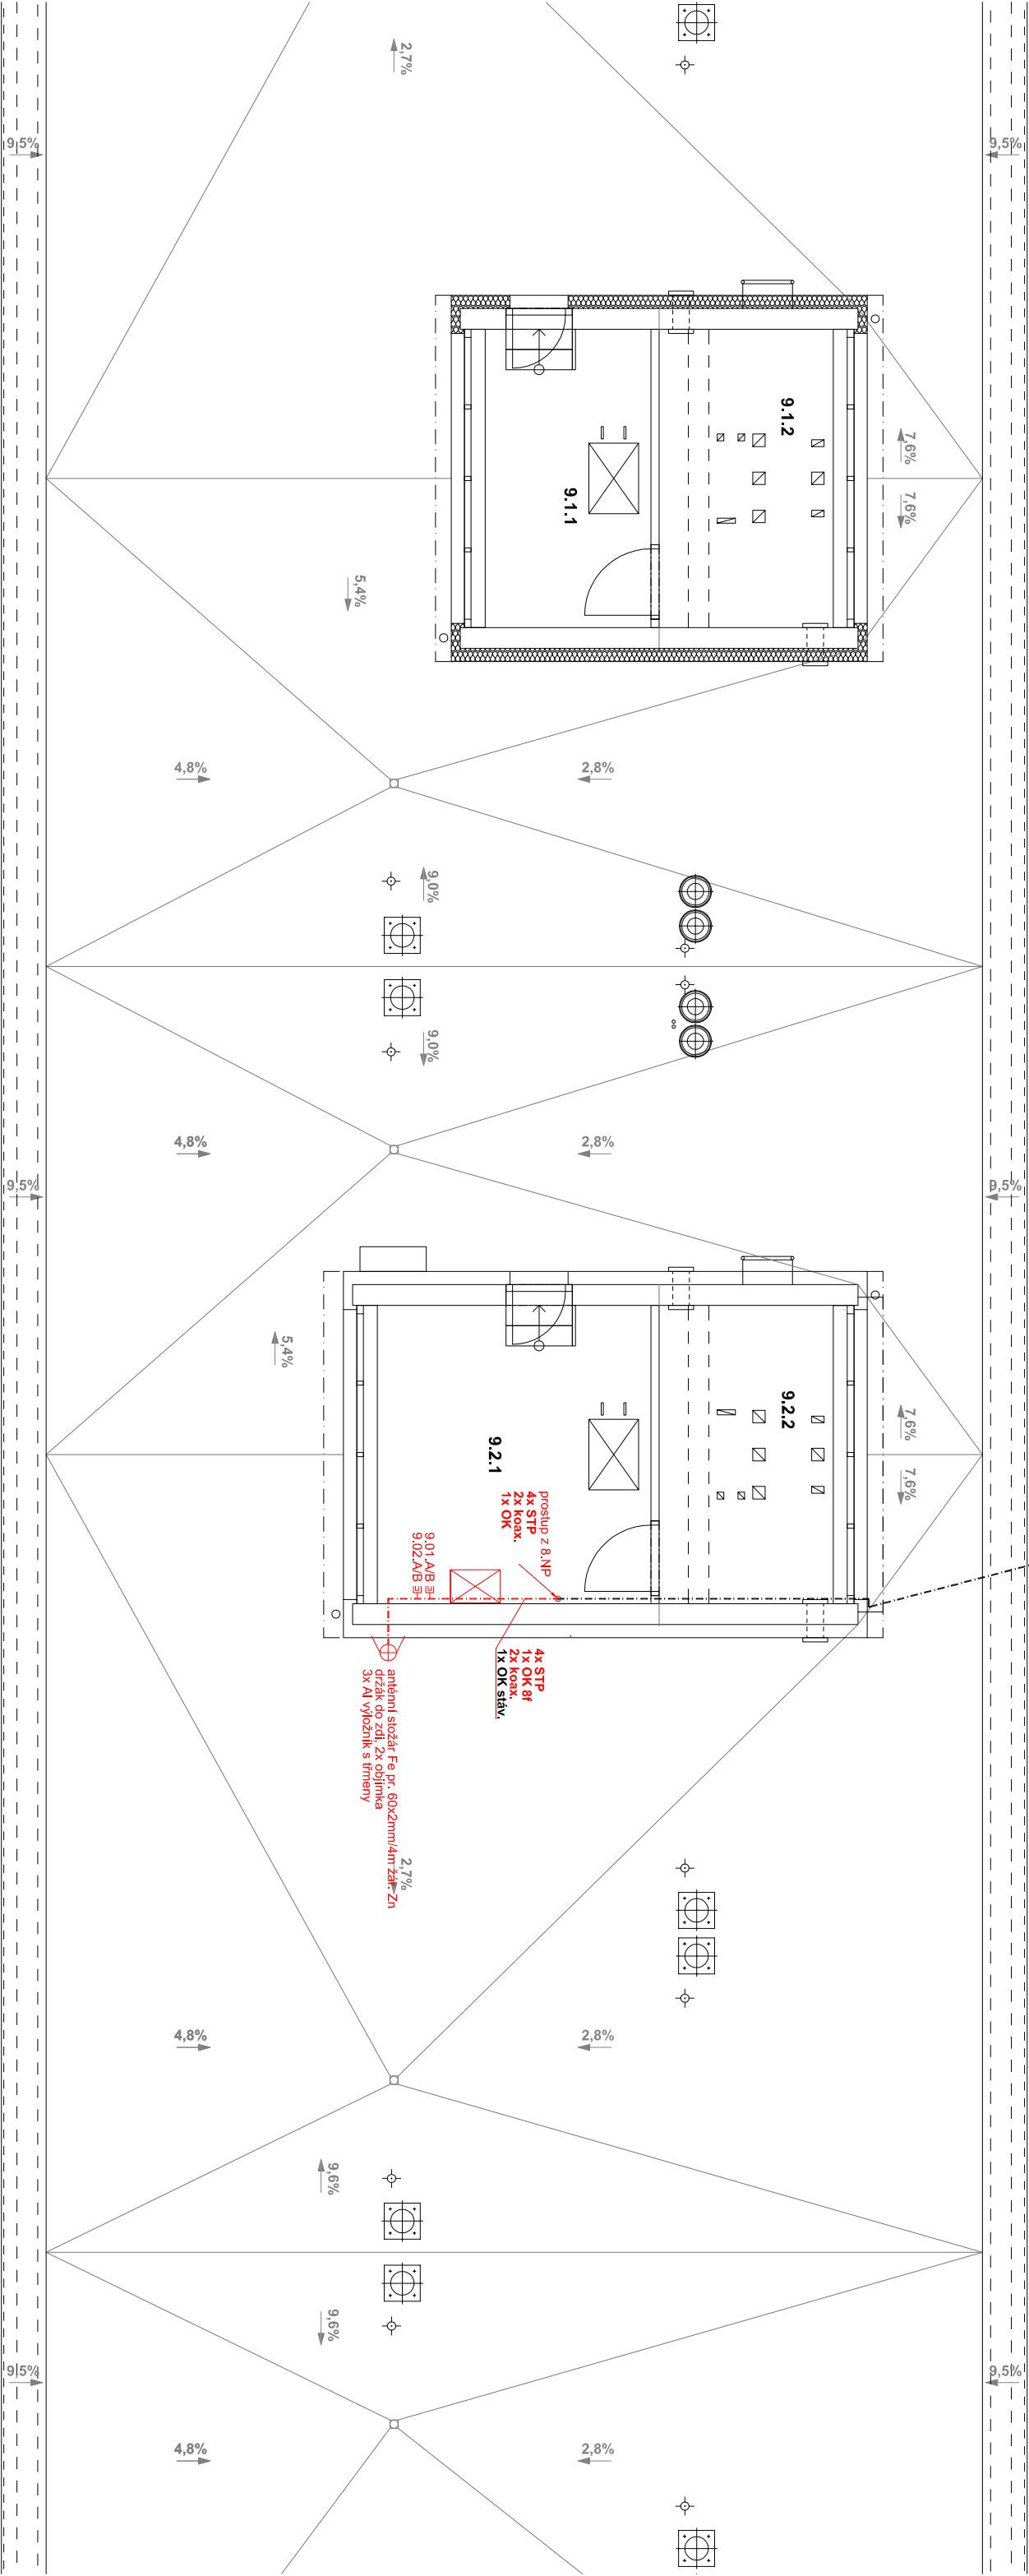 2,7%
9,5%
9,5%
9.1.2
7,6%
7,6%
9.1.1
5,4%
4,8%
2,8%
9,0%
9,0%
4,8%
2,8%
9,5%
9,5%
5,4%
9.2.2
7,6%
7,6%
9.2.1
prostup z 8.NP
4x STP
2x koax.
1x OK
9.01.A/B
9.02.A/B
4x STP
1x OK 8f
2x koax.
1x OK stáv.
anténní stožár Fe pr. 60x2mm/4m žár. Zn
držák do zdi, 2x objímka
3x Al výložník s třmeny
2,7%
4,8%
2,8%
9,6%
9,6%
9,5%
9,5%
4,8%
2,8%